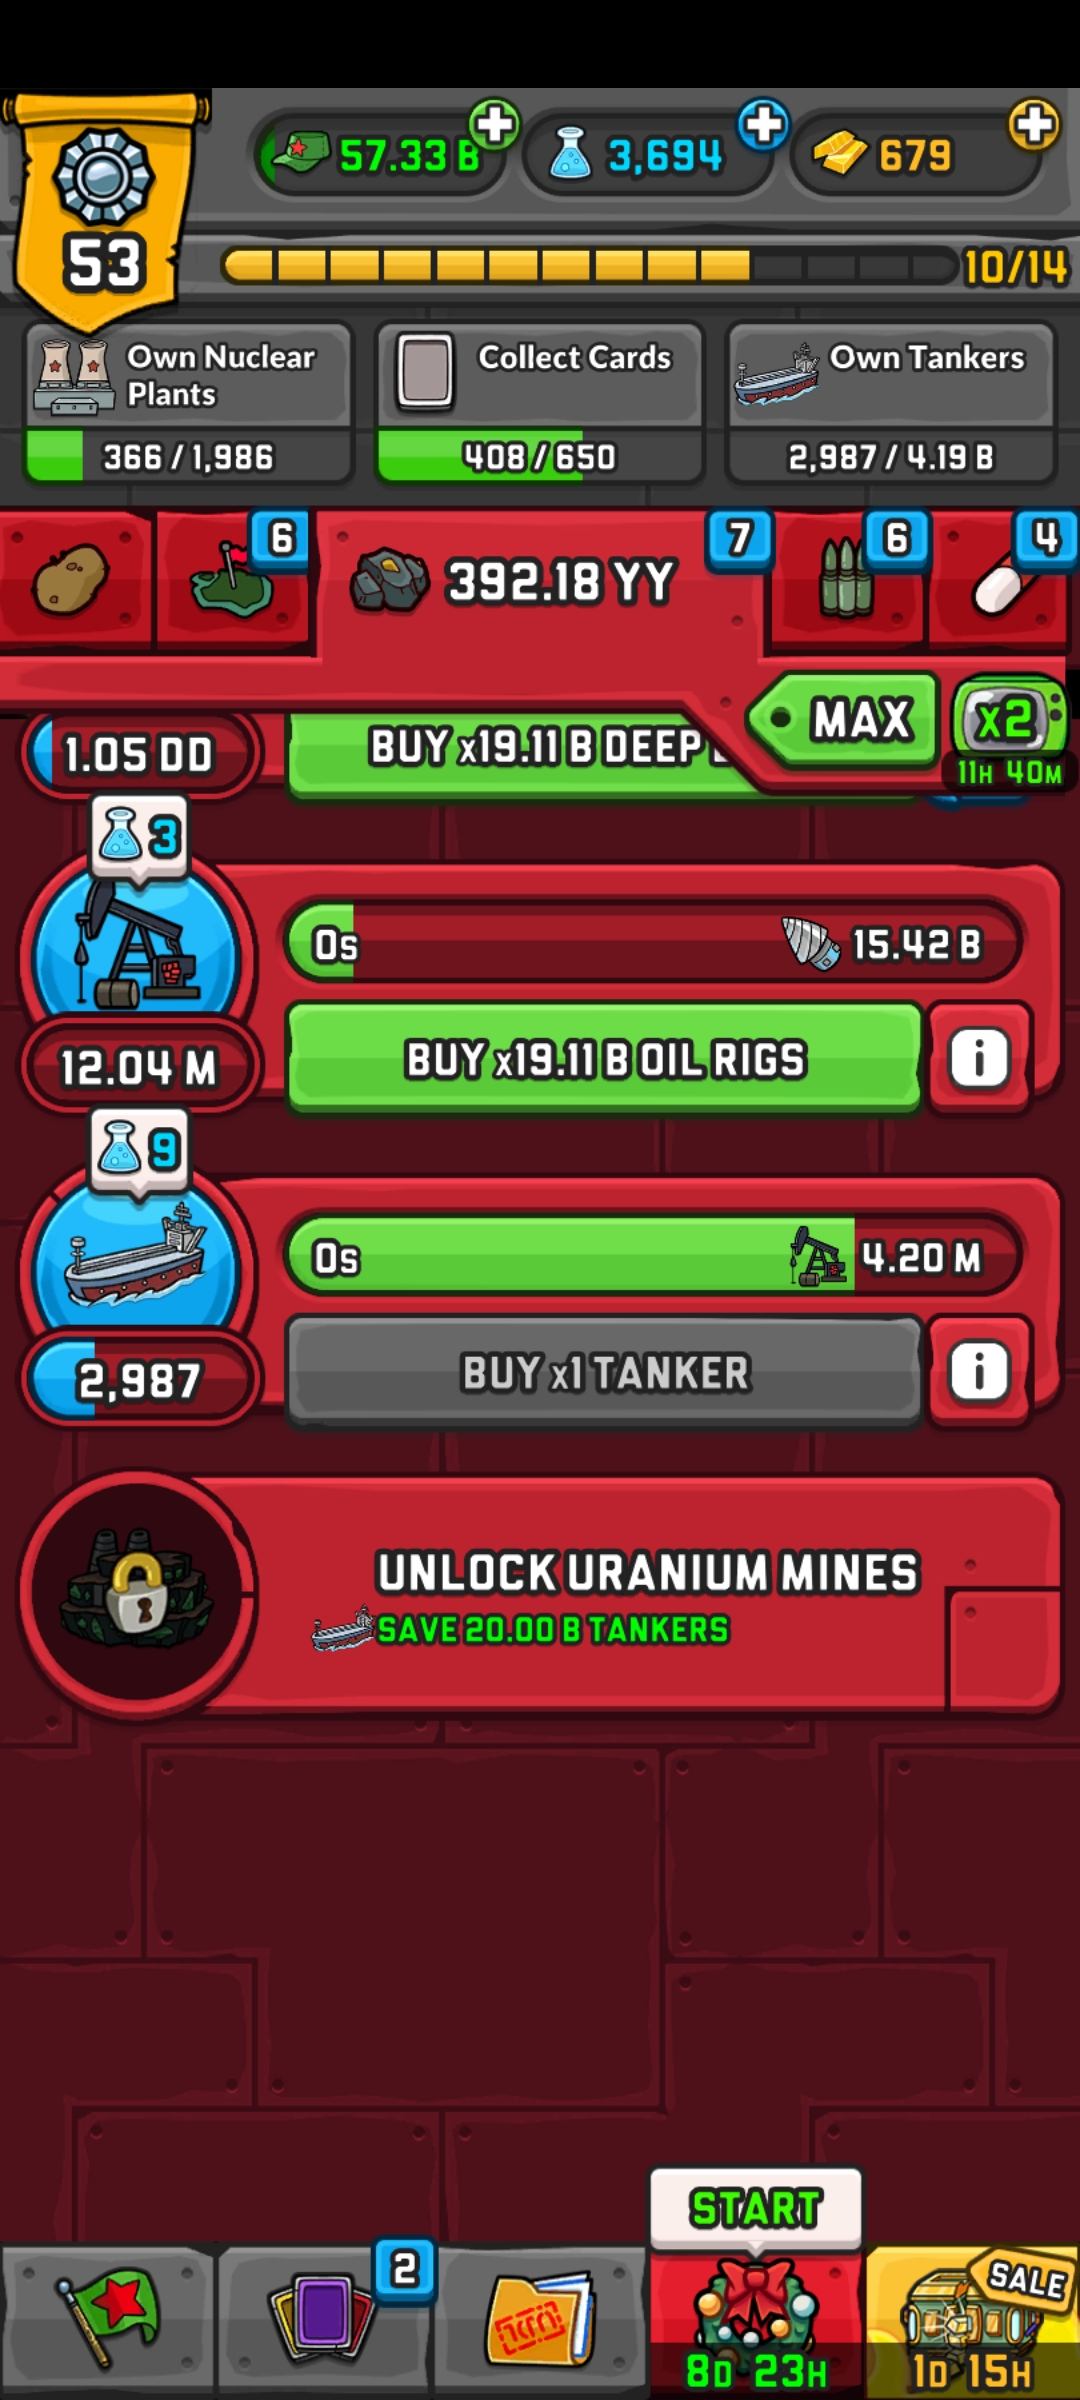 57.33 B
3,694
679
53
10/14
Own Nuclear Plants
366 / 1,986
Collect Cards
408 / 650
Own Tankers
2,987 / 4.19 B
6
392.18 YY
7
6
4
MAX
x2
11H 40M
1.05 DD
BUY x19.11 B DEEP
3
0s
15.42 B
12.04 M
BUY x19.11 B OIL RIGS
i
9
0s
4.20 M
2,987
BUY x1 TANKER
i
UNLOCK URANIUM MINES
SAVE 20.00 B TANKERS
START
2
SALE
8D 23H
1D 15H